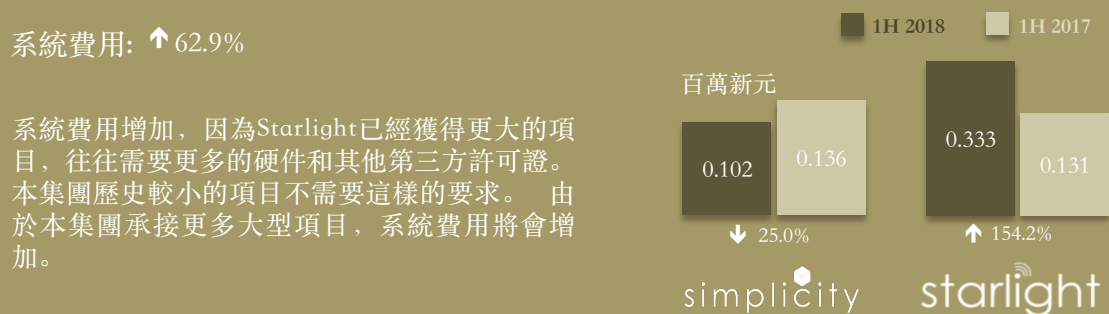 系統費用: 🡹 62.9%
系統費用增加，因為Starlight已經獲得更大的項
目，往往需要更多的硬件和其他第三方許可證。
本集團歷史較小的項目不需要這樣的要求。 由
於本集團承接更多大型項目，系統費用將會增
加。
1H 2018 1H 2017
百萬新元
0.102 0.136 0.333 0.131
🡻 25.0% 🡹 154.2%
simplicity starlight